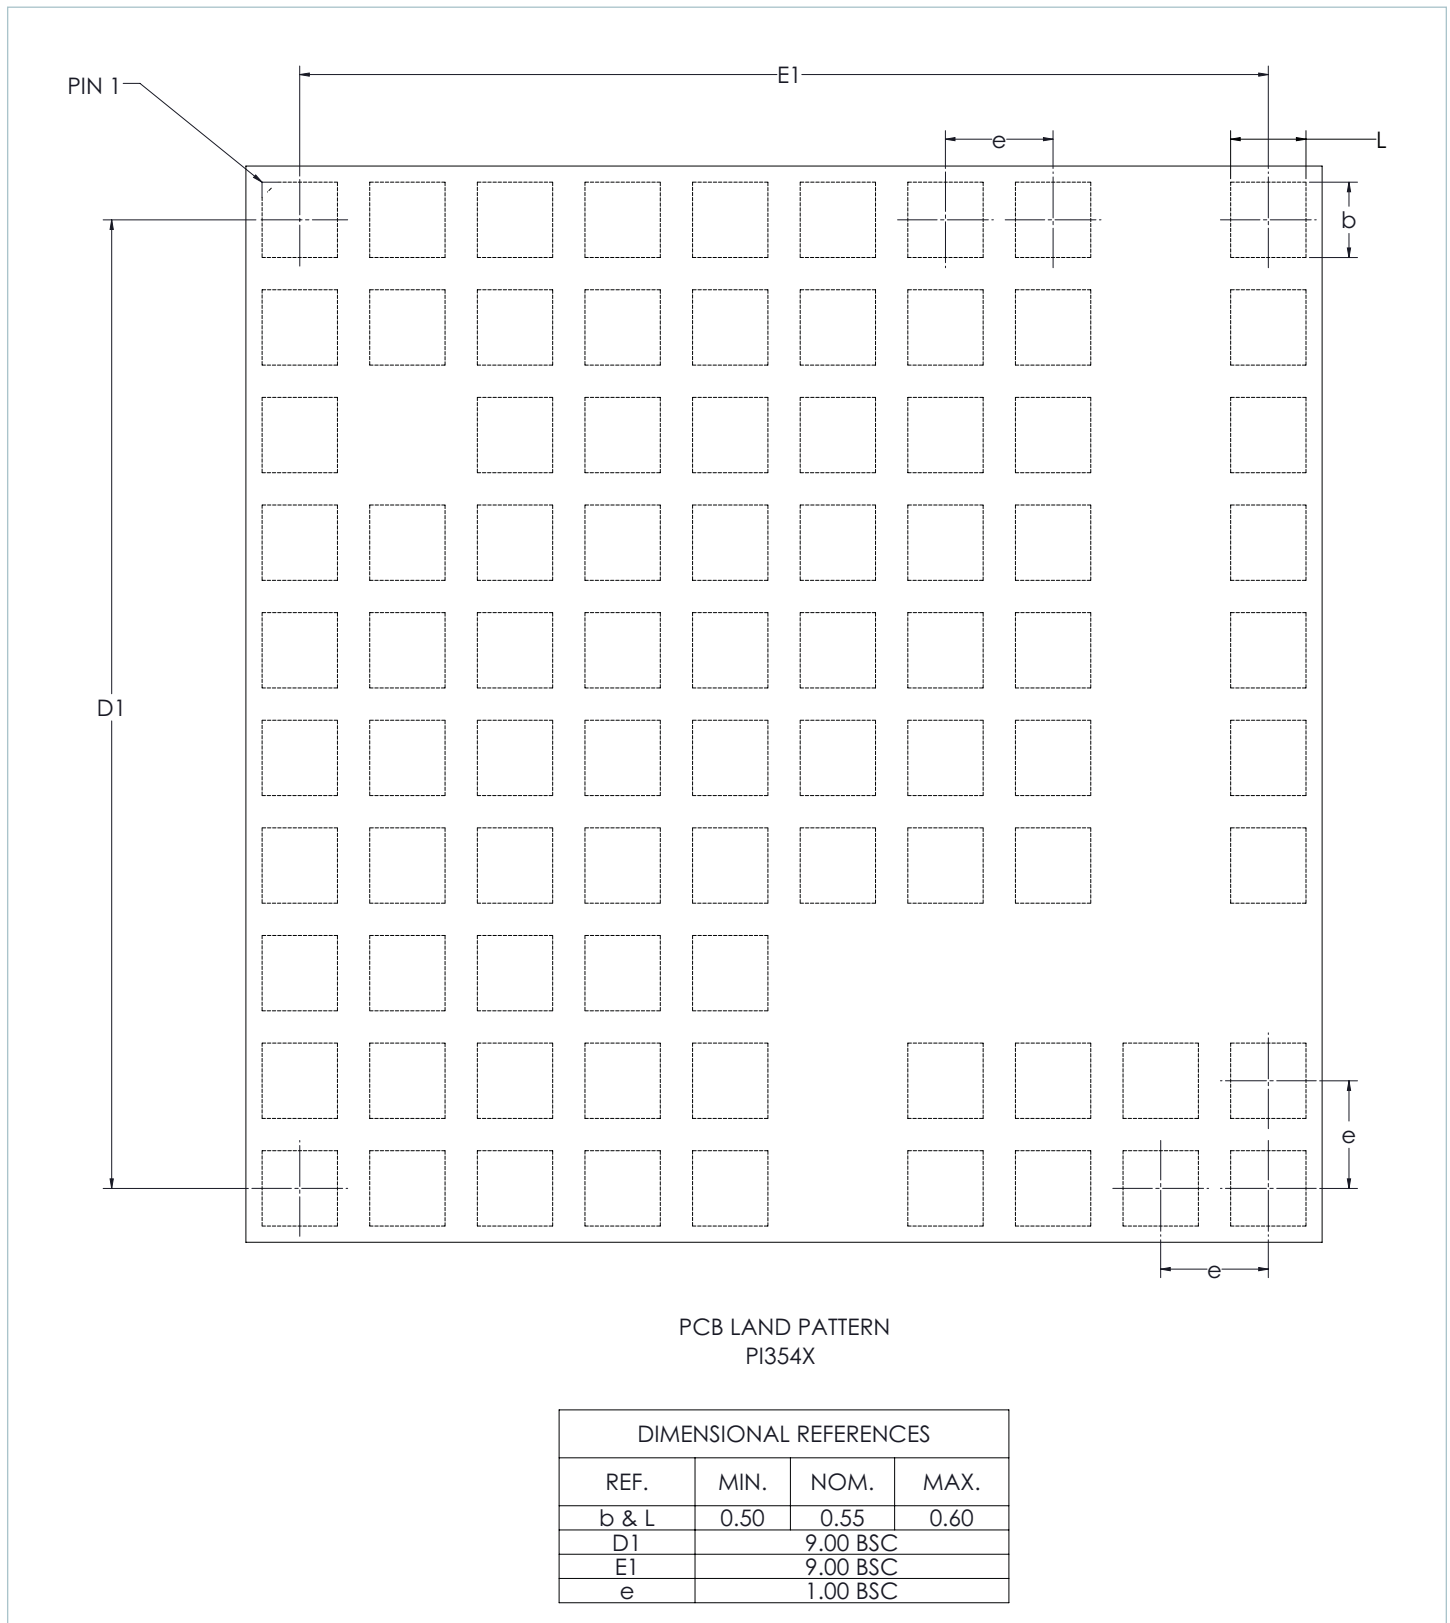 PIN 1
E1
e
L
b
D1
e
e
PCB LAND PATTERN
PI354X
DIMENSIONAL REFERENCES
REF. MIN. NOM. MAX.
b & L 0.50 0.55 0.60
D1 9.00 BSC
E1 9.00 BSC
e 1.00 BSC